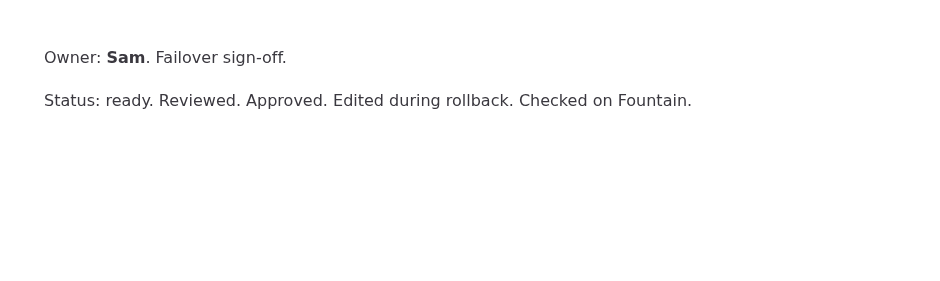 Owner: Sam. Failover sign-off.
Status: ready. Reviewed. Approved. Edited during rollback. Checked on Fountain.